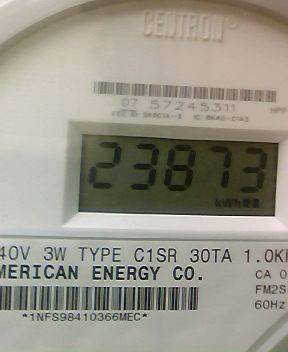 CENTRON®
07 57245311
23873
kWh
40V 3W TYPE C1SR 30TA 1.0K
MERICAN ENERGY CO.
CA 0
FM2S
60Hz
*1NFS98410366MEC*